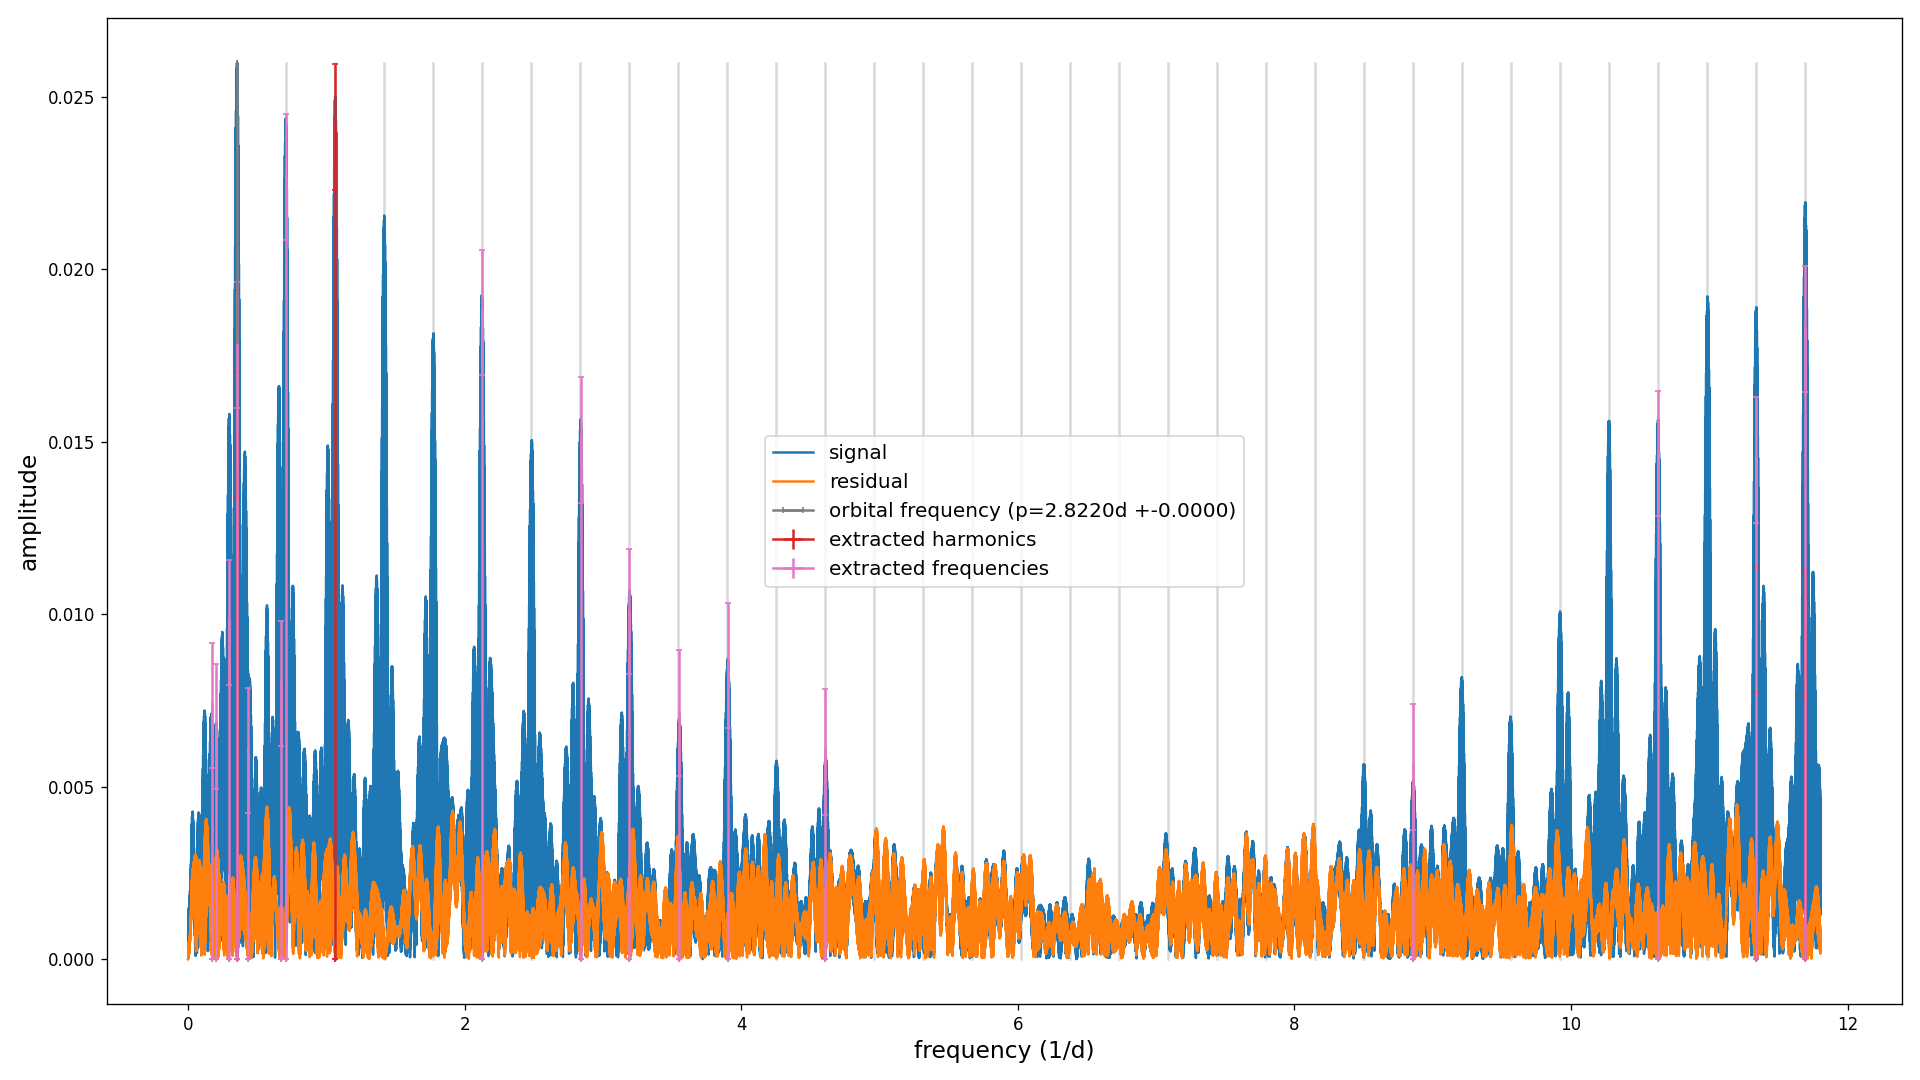 amplitude
0.025
0.020
0.015
0.010
0.005
0.000
signal
residual
orbital frequency (p=2.8220d +-0.0000)
extracted harmonics
extracted frequencies
0 2 4 6 8 10 12
frequency (1/d)